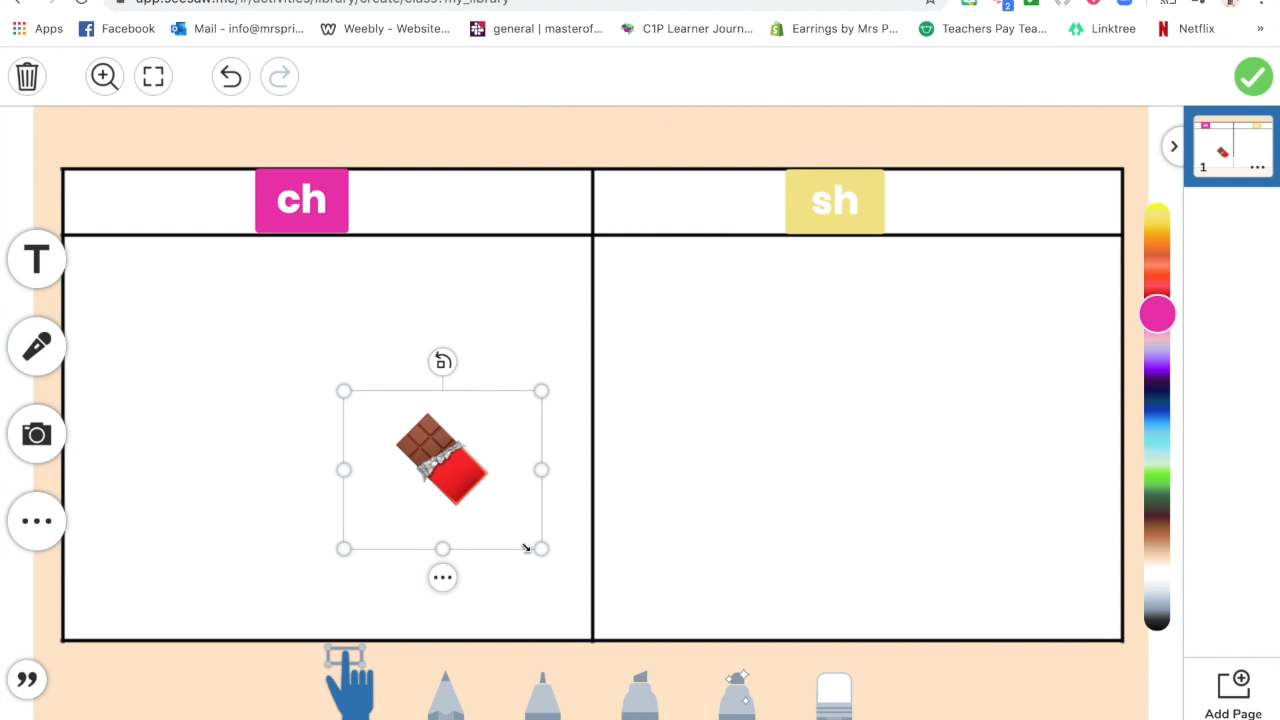 Apps Facebook Mail - info@mrspri... Weebly - Website... general | masterof... C1P Learner Journ... Earrings by Mrs P... Teachers Pay Tea... Linktree Netflix »
ch sh
T
1
Add Page